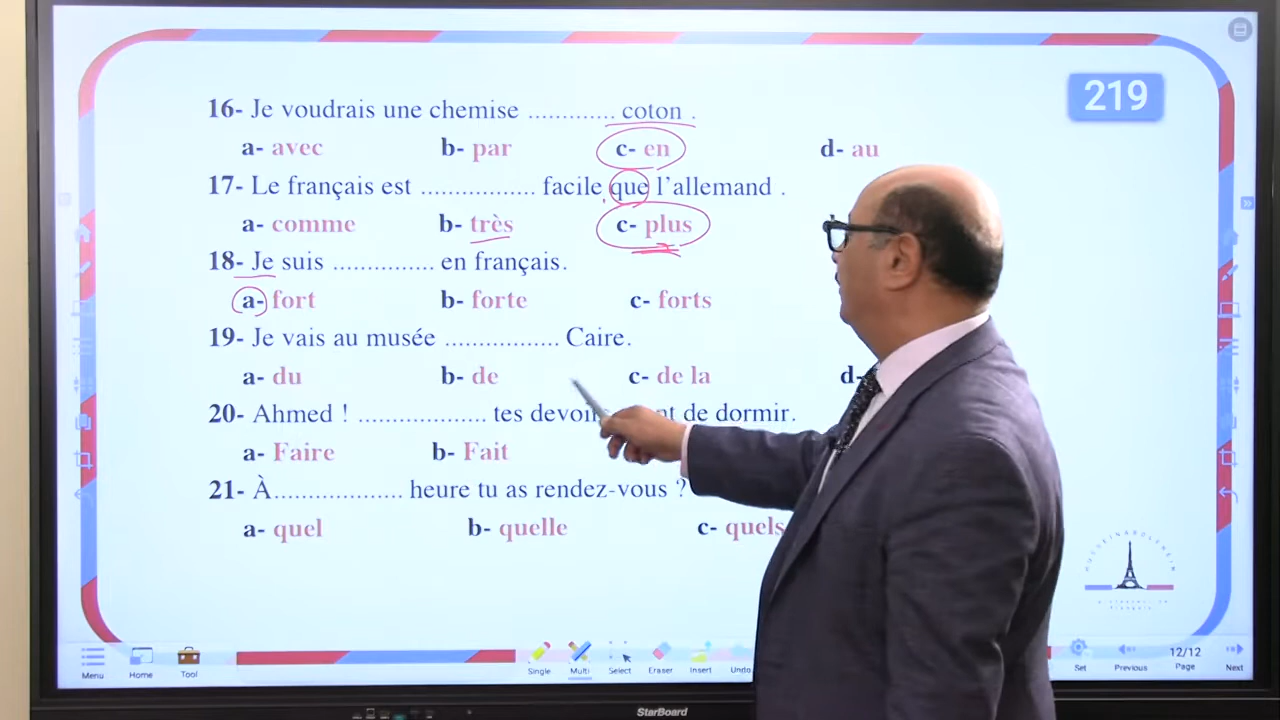 219
16- Je voudrais une chemise ............. coton .
a- avec b- par c- en d- au
17- Le français est ................. facile que l'allemand .
a- comme b- très c- plus
18- Je suis ............... en français.
a- fort b- forte c- forts
19- Je vais au musée ................. Caire.
a- du b- de c- de la d-
20- Ahmed ! ................... tes de dormir.
a- Faire b- Fait
21- À................... heure tu as rendez-vous ?
a- quel b- quelle c- quels
Menu Home Tool Single Multi Select Eraser Insert Undo Set Previous 12/12 Page Next
StarBoard